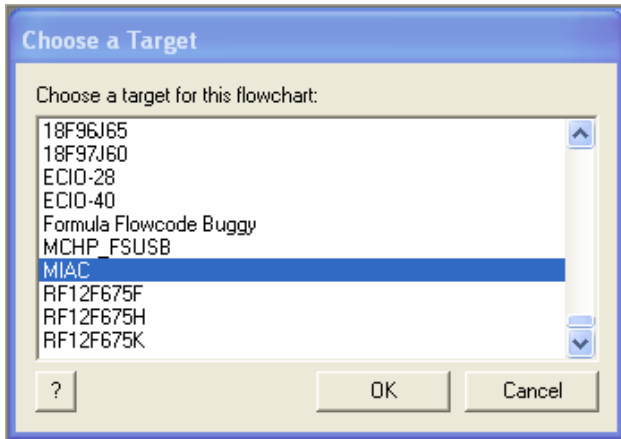 Choose a Target
Choose a target for this flowchart:
18F96J65
18F97J60
ECIO-28
ECIO-40
Formula Flowcode Buggy
MCHP_FSUSB
MIAC
RF12F675F
RF12F675H
RF12F675K
?
OK
Cancel